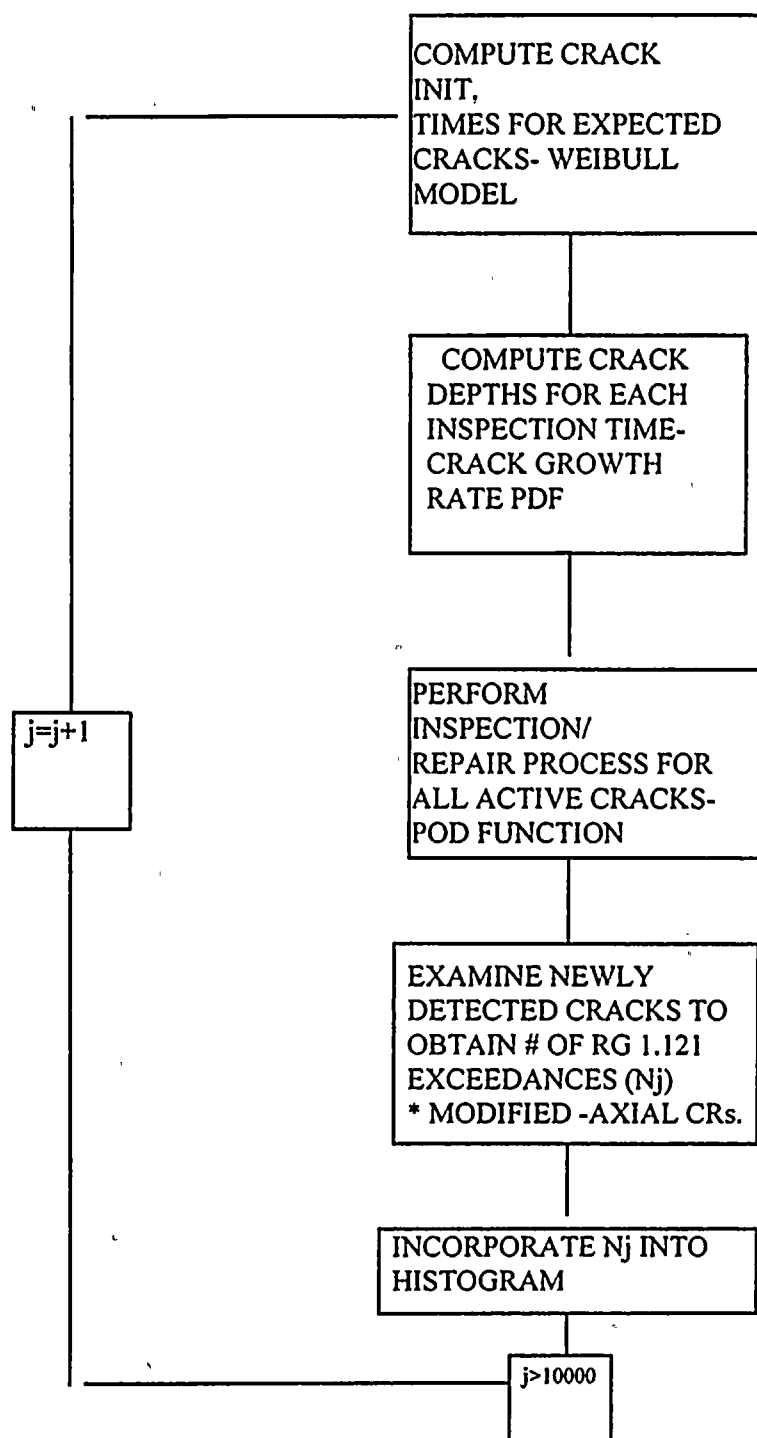 COMPUTE CRACK
INIT,
TIMES FOR EXPECTED
CRACKS- WEIBULL
MODEL
COMPUTE CRACK
DEPTHS FOR EACH
INSPECTION TIME-
CRACK GROWTH
RATE PDF
PERFORM
INSPECTION/
REPAIR PROCESS FOR
ALL ACTIVE CRACKS-
POD FUNCTION
j=j+1
EXAMINE NEWLY
DETECTED CRACKS TO
OBTAIN # OF RG 1.121
EXCEEDANCES (Nj)
* MODIFIED -AXIAL CRs.
INCORPORATE Nj INTO
HISTOGRAM
j>10000